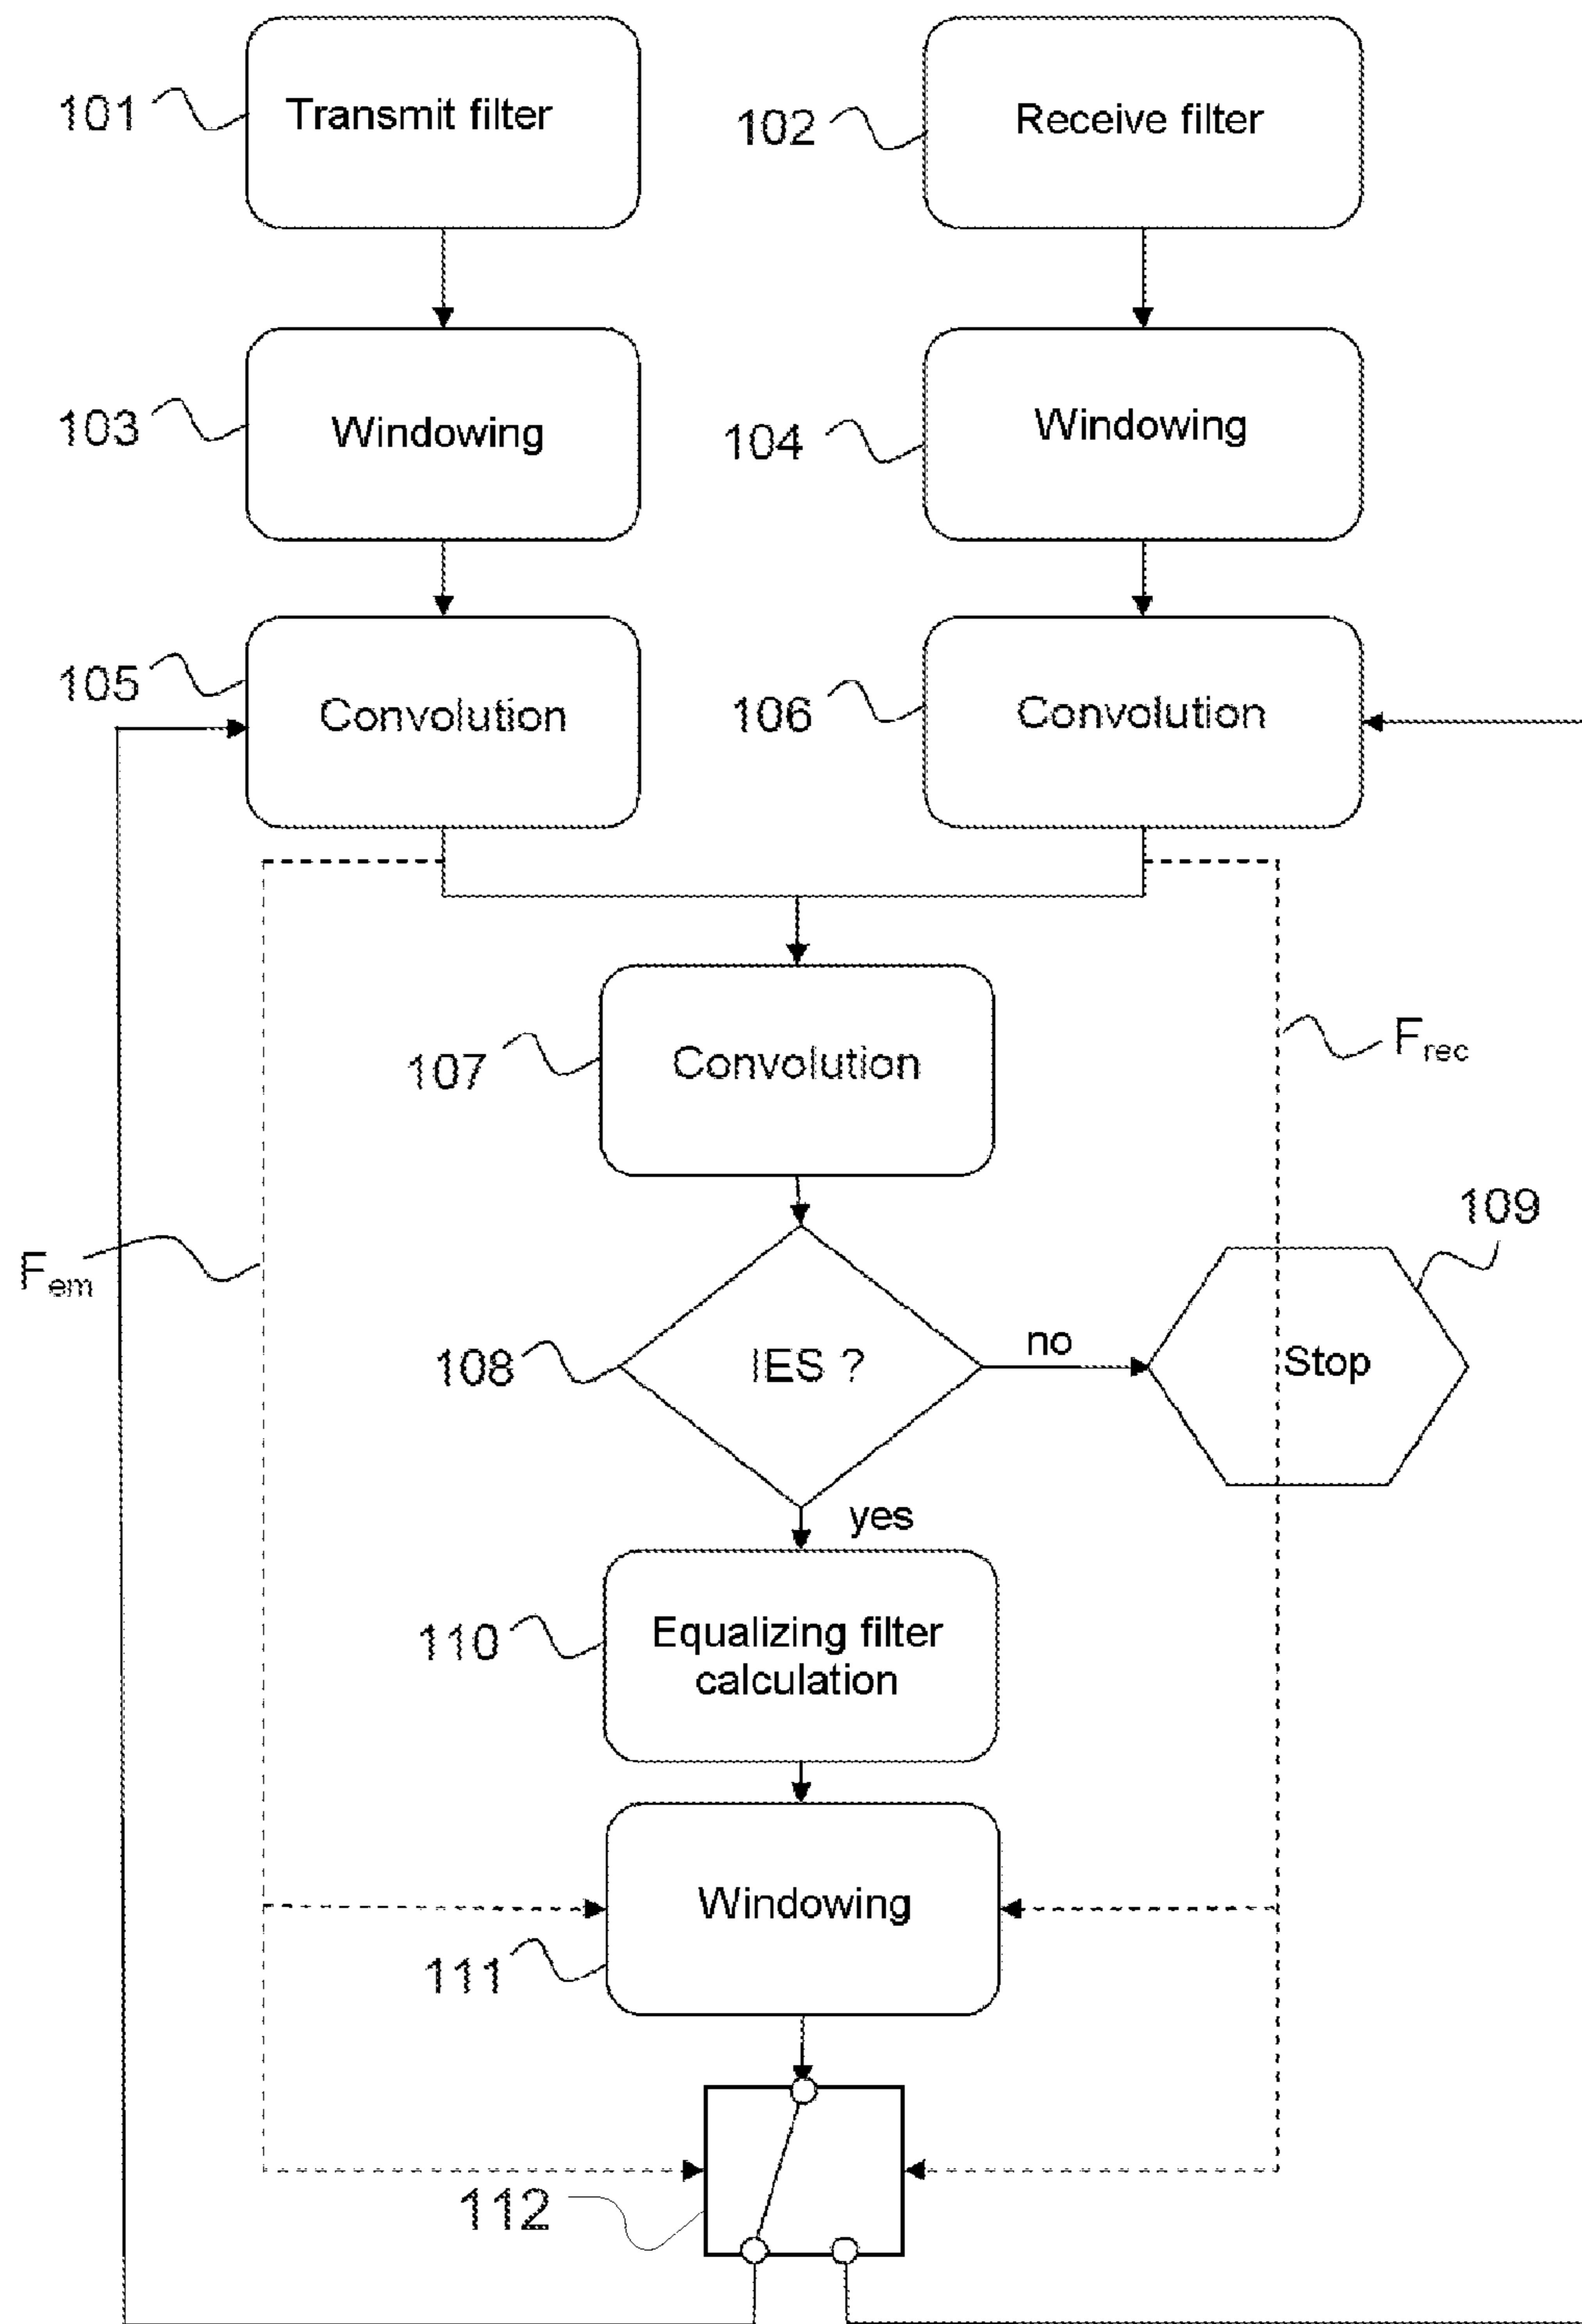 101
Transmit filter
102
Receive filter
103
Windowing
104
Windowing
105
Convolution
106
Convolution
107
Convolution
Frec
109
Fem
108
IES ?
no
Stop
yes
110
Equalizing filter
calculation
Windowing
111
112